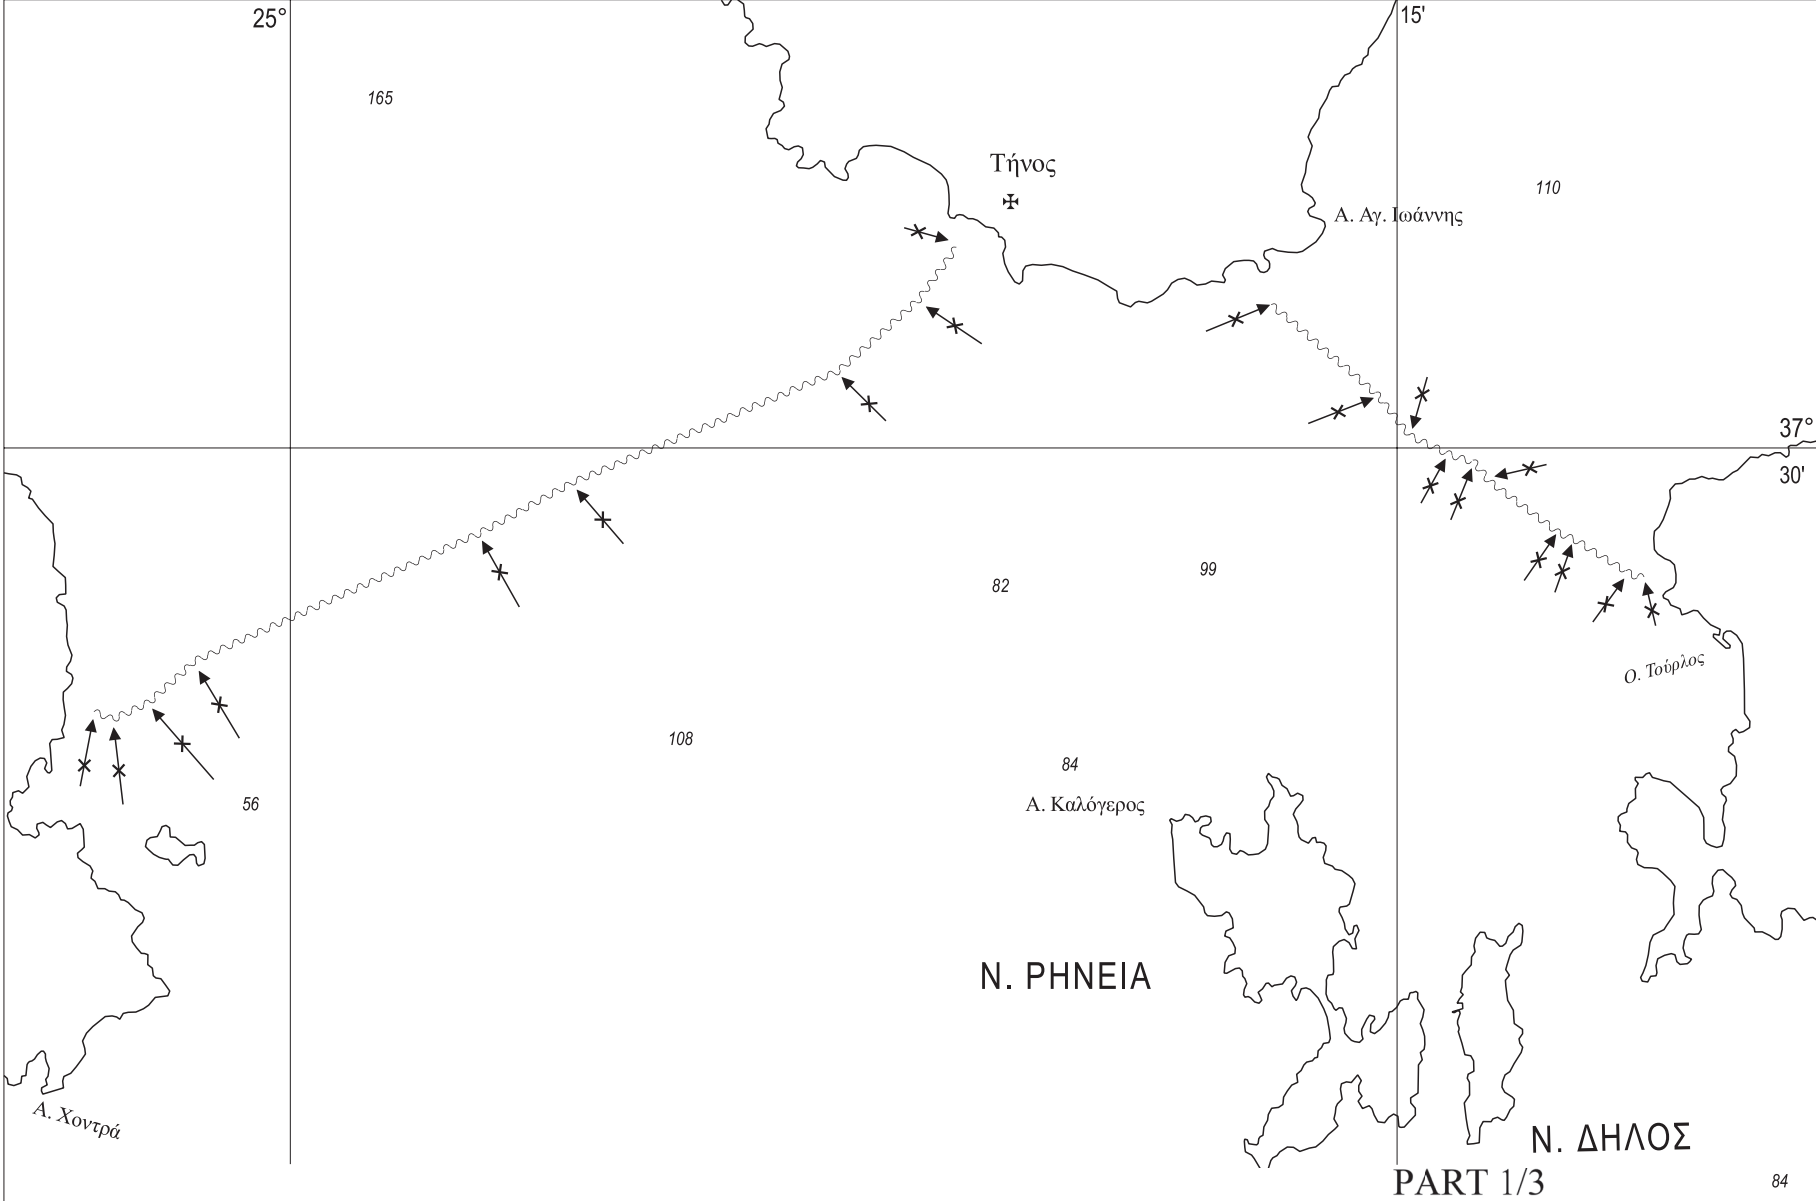 25°
15'
165
Τήνος
110
Α. Αγ. Ιωάννης
37°
30'
82
99
Ο. Τούρλος
108
84
56
Α. Καλόγερος
Ν. ΡΗΝΕΙΑ
Α. Χοντρά
Ν. ΔΗΛΟΣ
PART 1/3
84